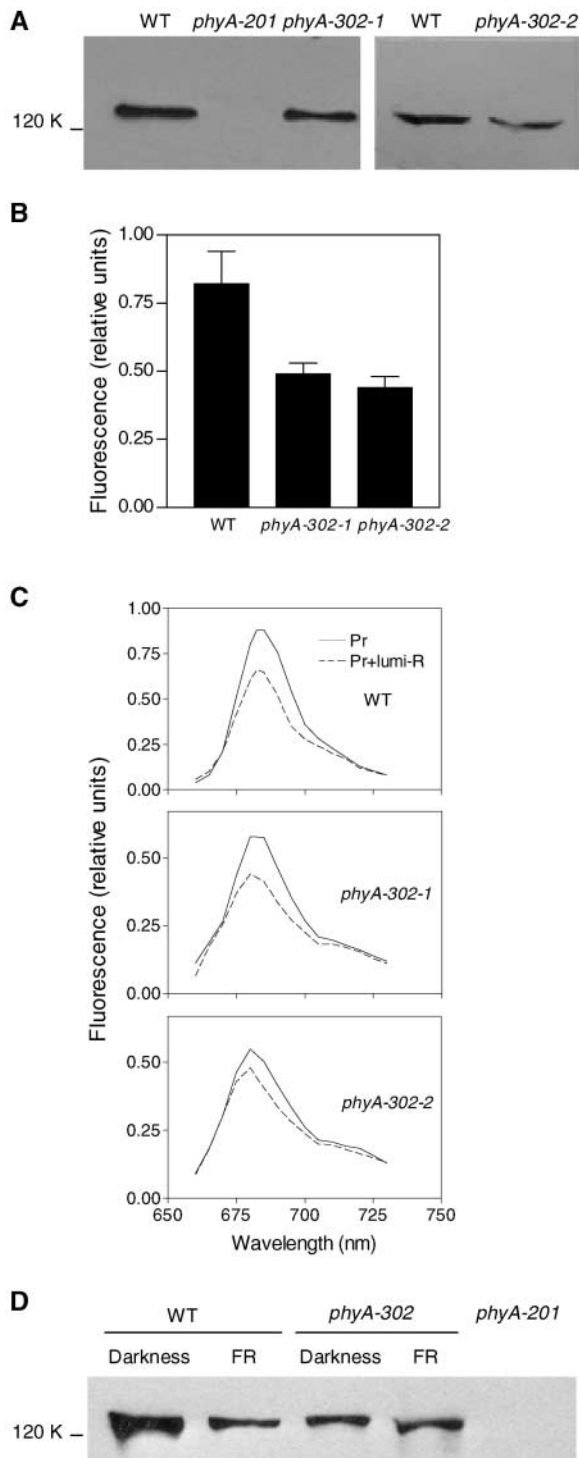 A
WT phyA-201 phyA-302-1 WT phyA-302-2
120 K
B
Fluorescence (relative units)
1.00
0.75
0.50
0.25
0.00
WT phyA-302-1 phyA-302-2
C
Fluorescence (relative units)
1.00
0.75
0.50
0.25
0.00
Pr
Pr+lumi-R
WT
0.50
0.25
0.00
phyA-302-1
0.50
0.25
0.00
phyA-302-2
650 675 700 725 750
Wavelength (nm)
D
WT phyA-302 phyA-201
Darkness FR Darkness FR
120 K